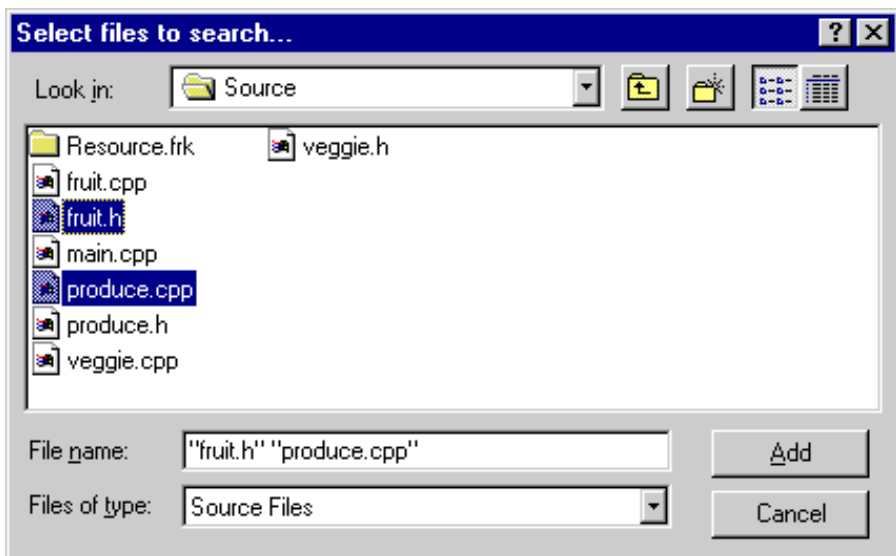 Select files to search...
Look in: Source
Resource.frk veggie.h
fruit.cpp
fruit.h
main.cpp
produce.cpp
produce.h
veggie.cpp
File name: "fruit.h" "produce.cpp" Add
Files of type: Source Files Cancel